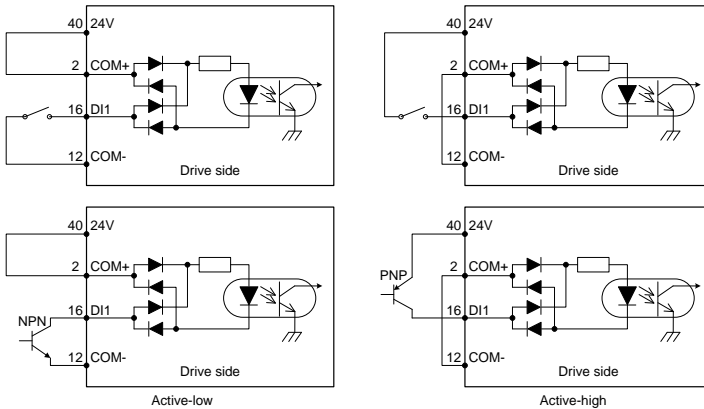 40 24V
2 COM+
16 DI1
12 COM-
Drive side
40 24V
2 COM+
16 DI1
12 COM-
Drive side
40 24V
2 COM+
NPN
16 DI1
12 COM-
Drive side
Active-low
40 24V
PNP
2 COM+
16 DI1
12 COM-
Drive side
Active-high